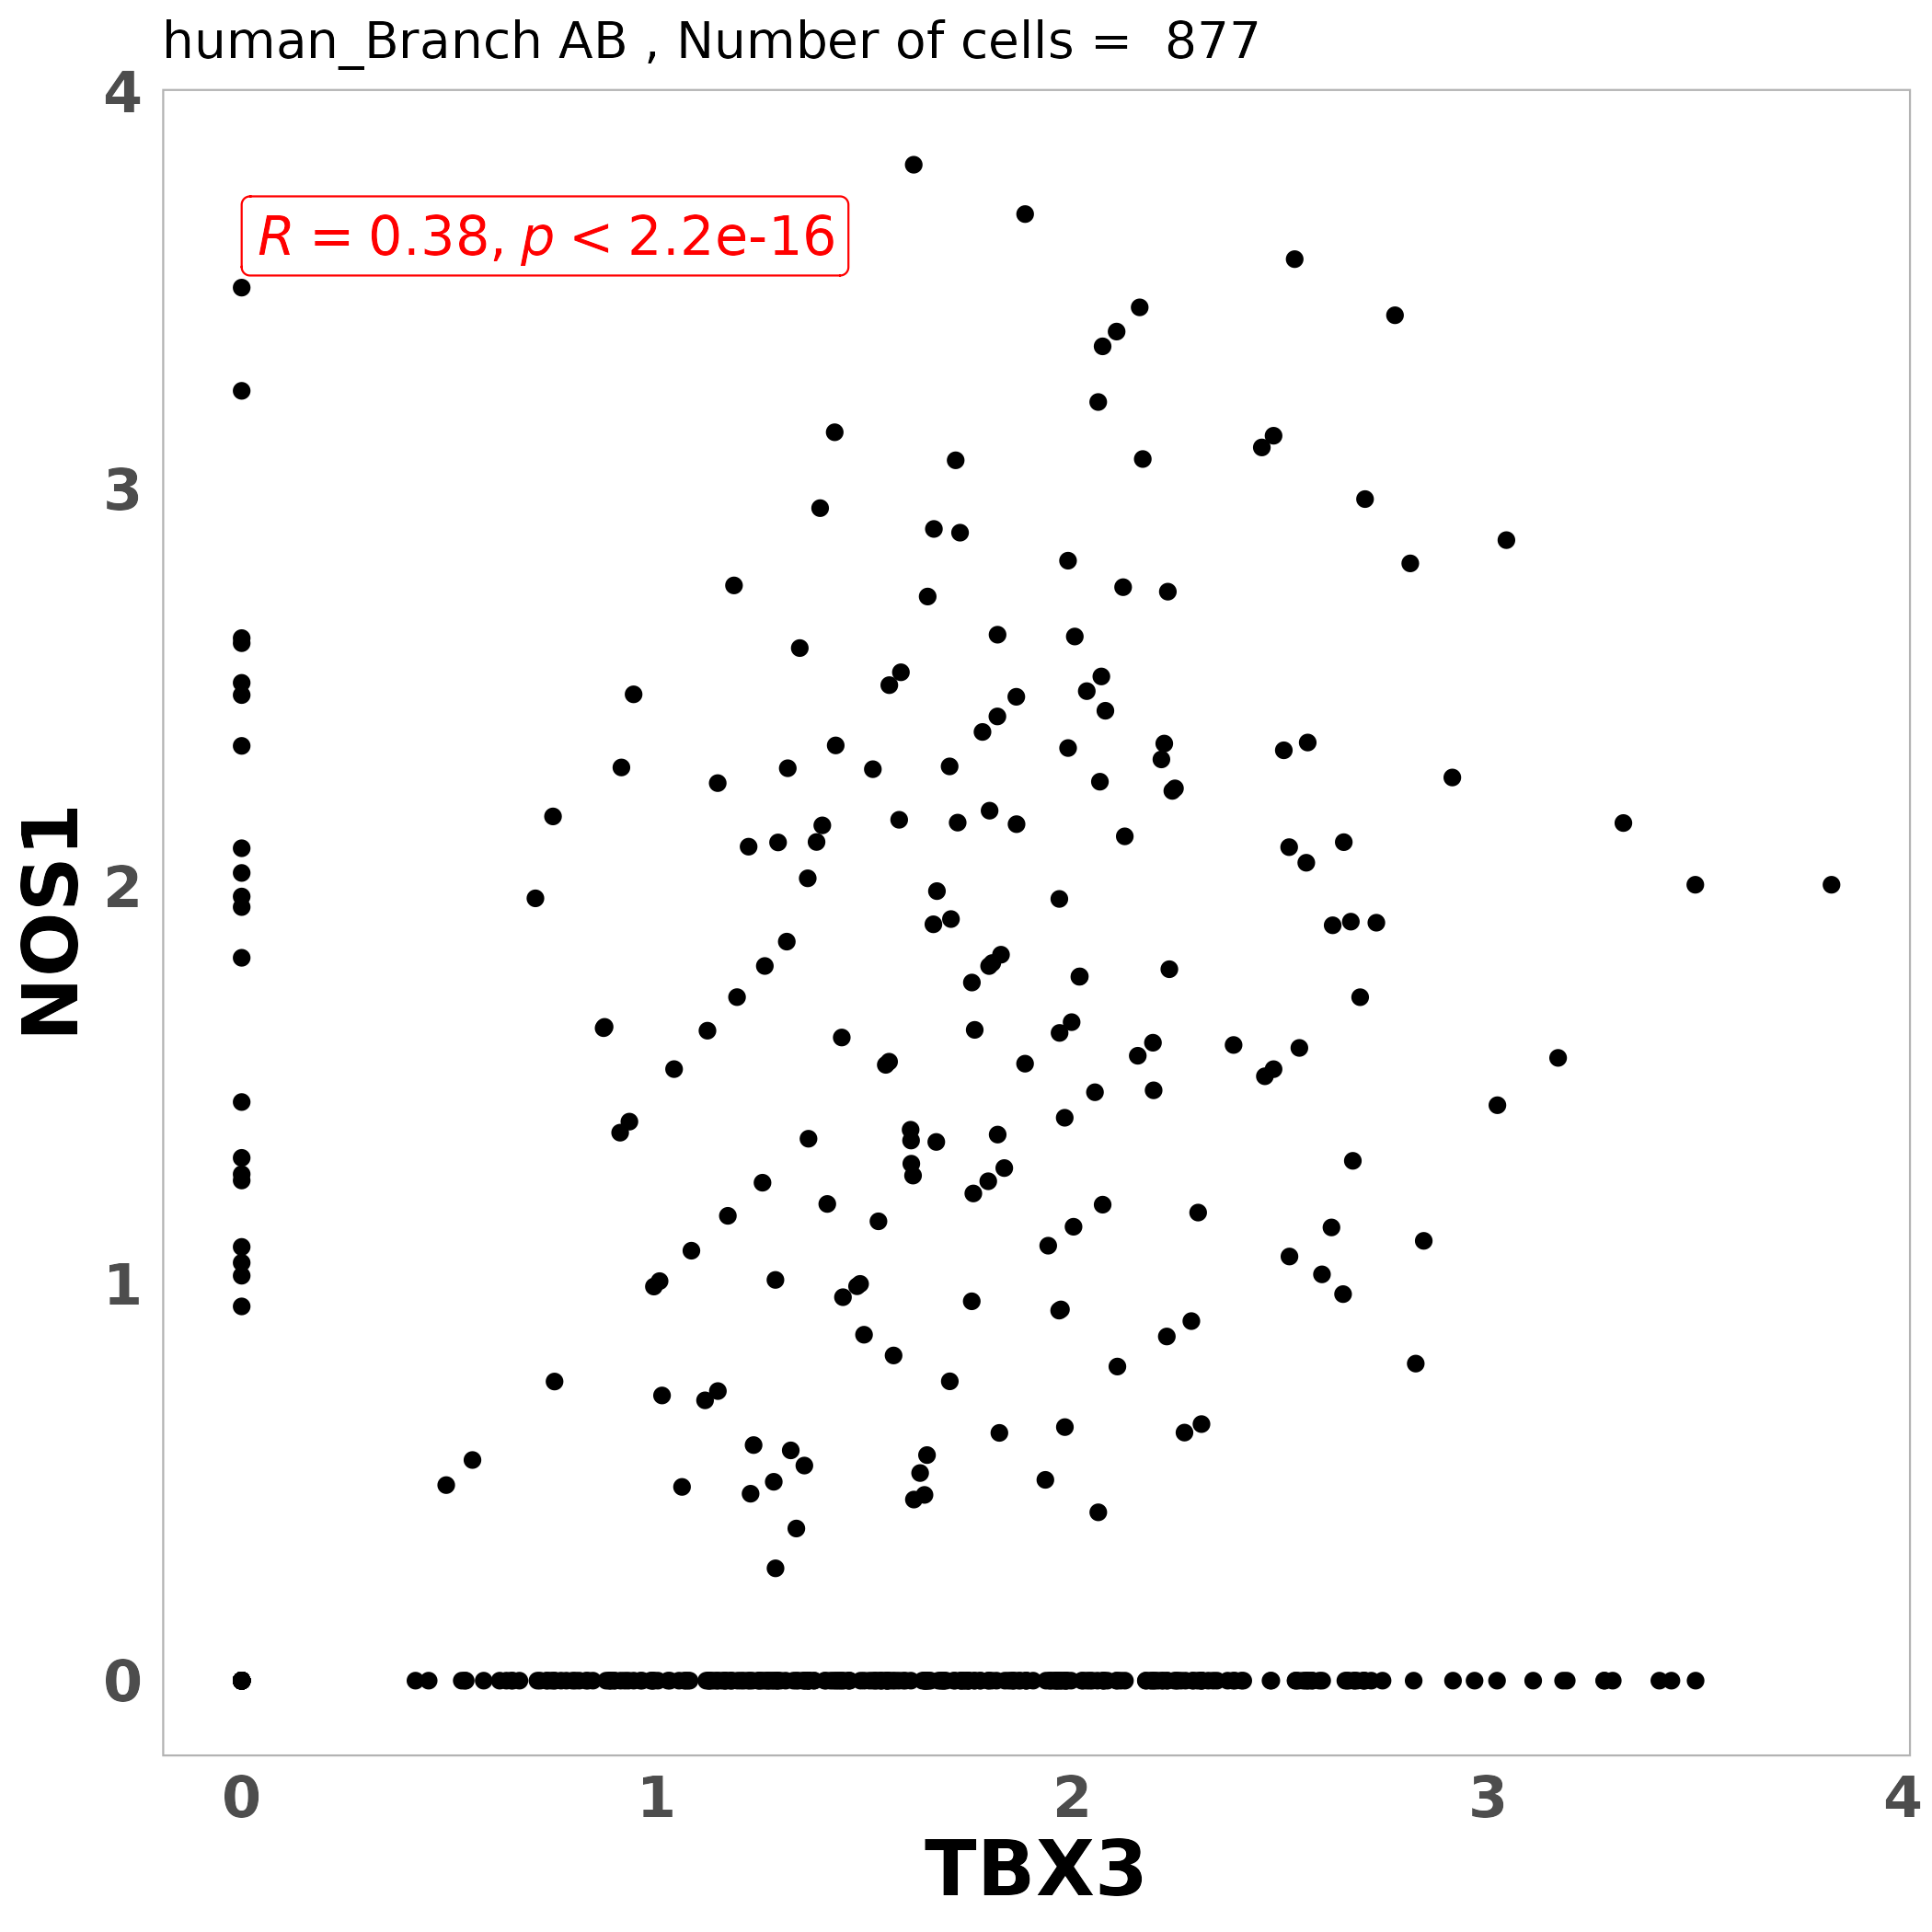 human_Branch AB , Number of cells =  877
4
R = 0.38, p < 2.2e-16
3
2
NOS1
1
0
0 1 2 3 4
TBX3